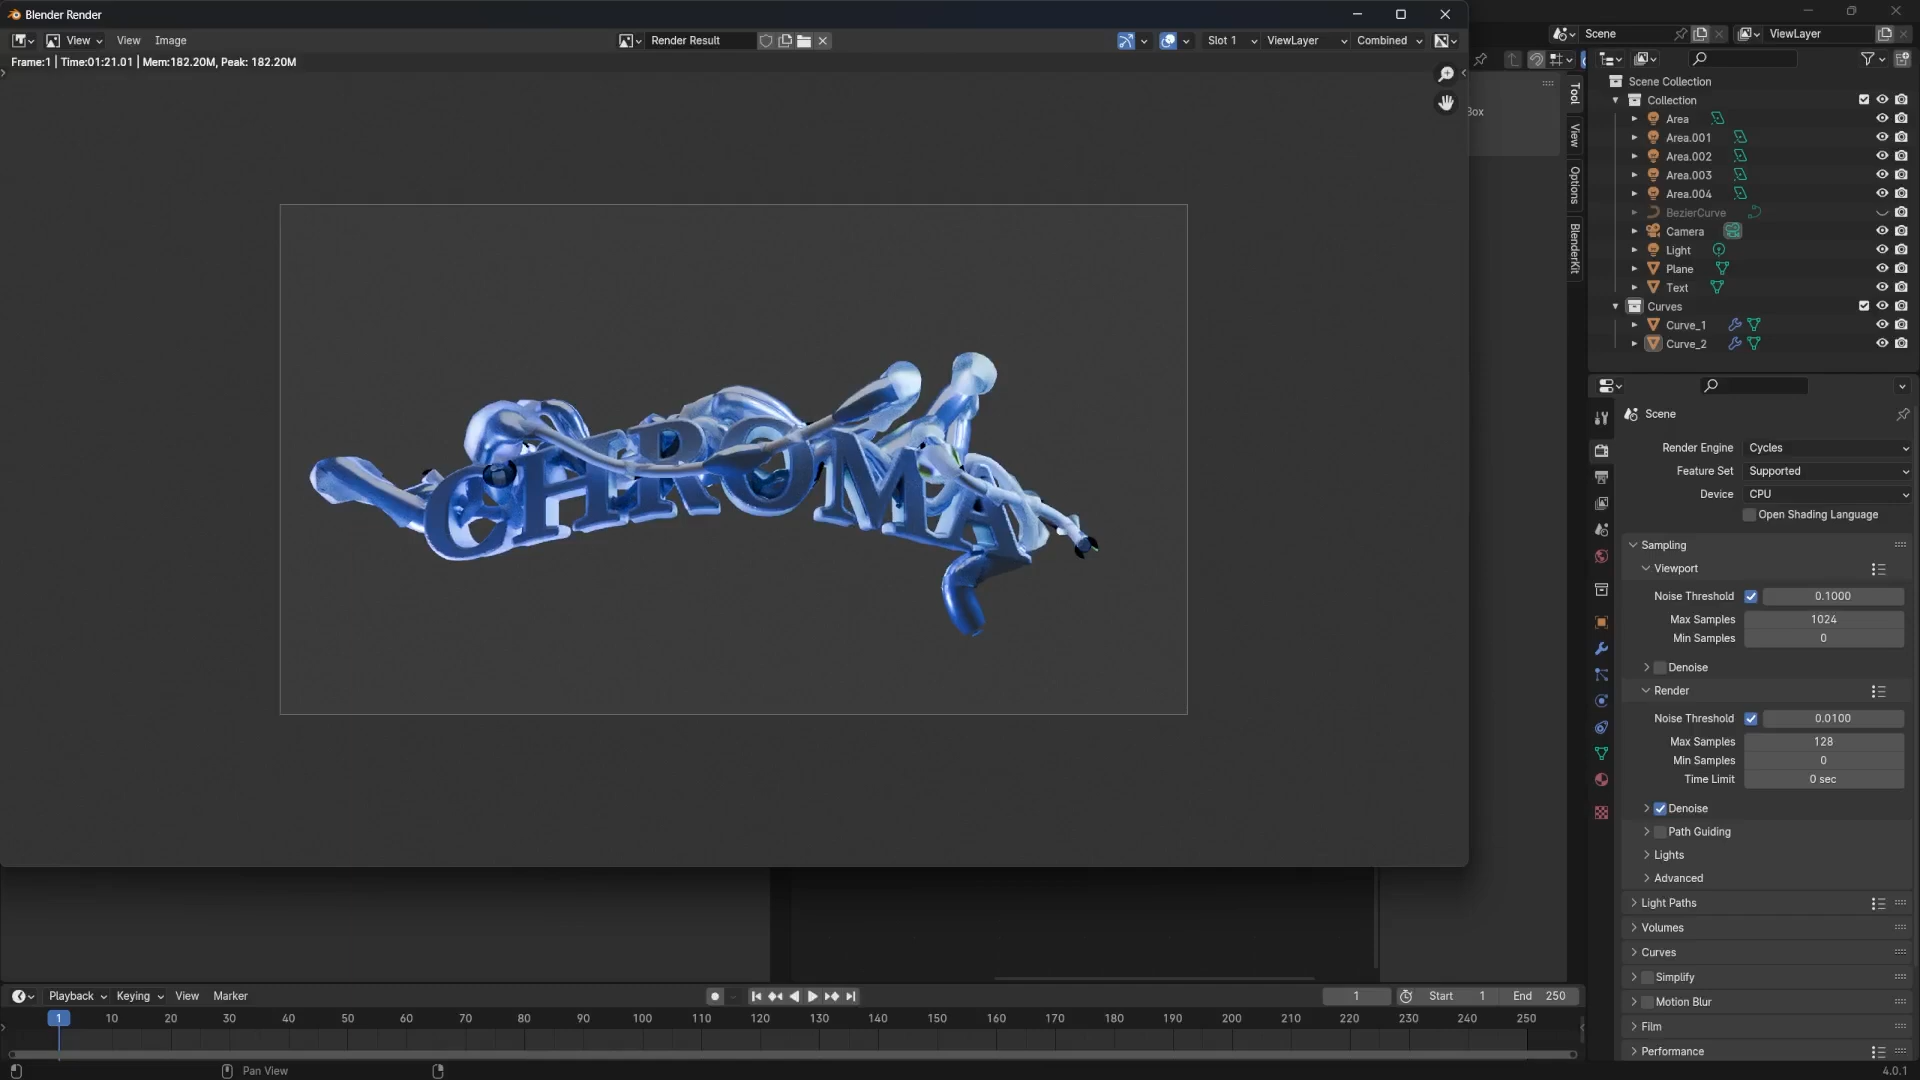 Blender Render
View View Image Render Result Slot 1 ViewLayer Combined
Frame:1 | Time:01:21.01 | Mem:182.20M, Peak: 182.20M
CHROMA
Box
Tool
View
Options
BlenderKit
Scene ViewLayer
Scene Collection
Collection
Area
Area.001
Area.002
Area.003
Area.004
BezierCurve
Camera
Light
Plane
Text
Curves
Curve_1
Curve_2
Scene
Render Engine Cycles
Feature Set Supported
Device CPU
Open Shading Language
Sampling
Viewport
Noise Threshold 0.1000
Max Samples 1024
Min Samples 0
Denoise
Render
Noise Threshold 0.0100
Max Samples 128
Min Samples 0
Time Limit 0 sec
Denoise
Path Guiding
Lights
Advanced
Light Paths
Volumes
Curves
Simplify
Motion Blur
Film
Performance
Playback Keying View Marker 1 Start 1 End 250
1 10 20 30 40 50 60 70 80 90 100 110 120 130 140 150 160 170 180 190 200 210 220 230 240 250
Pan View 4.0.1